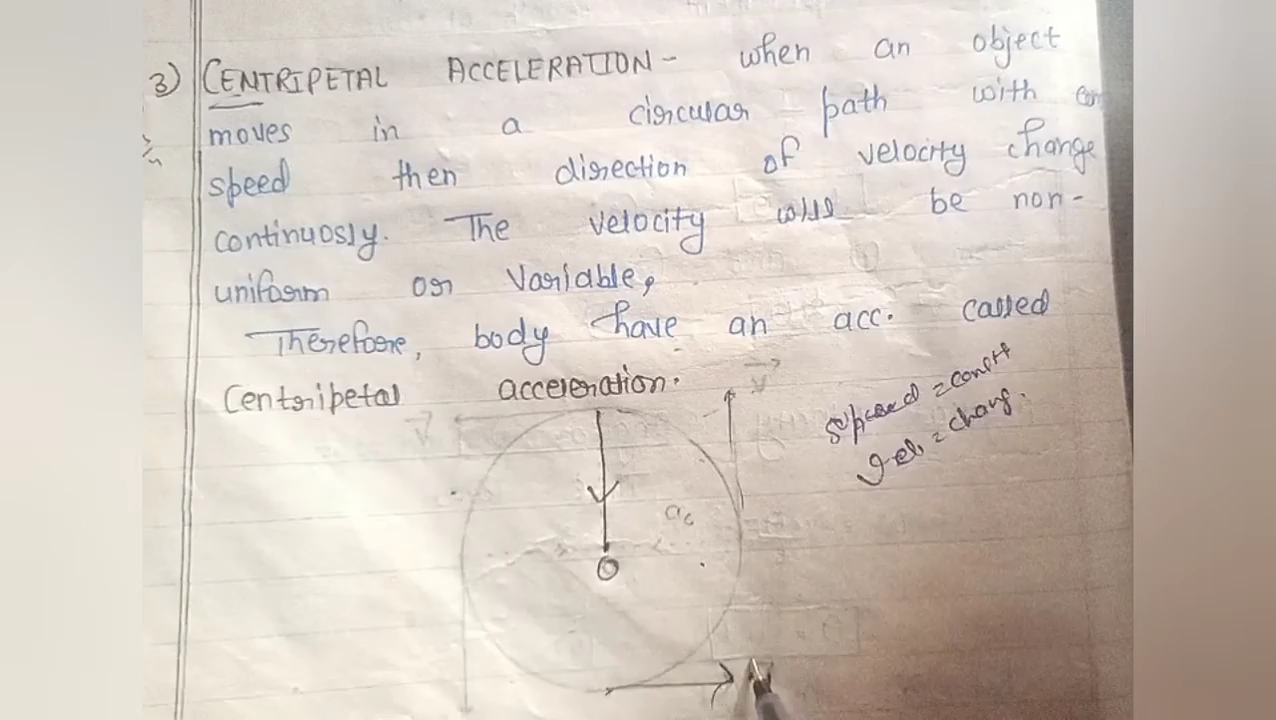 3) CENTRIPETAL ACCELERATION - when an object
moves in a circular path with con
speed then direction of velocity change
continuosly. The velocity will be non-
uniform or variable,
Therefore, body have an acc. called
Centripetal acceleration.
V
V
speed = constt
vel. = chang.
ac